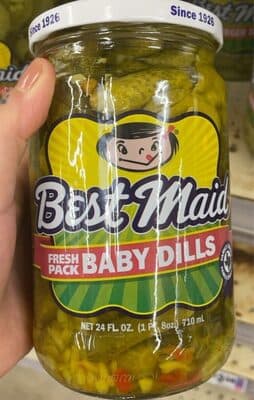 Since 1926
Since 1926
Best Maid
FRESH PACK BABY DILLS
NET 24 FL. OZ. (1 Pt. 8oz.) 710 ml